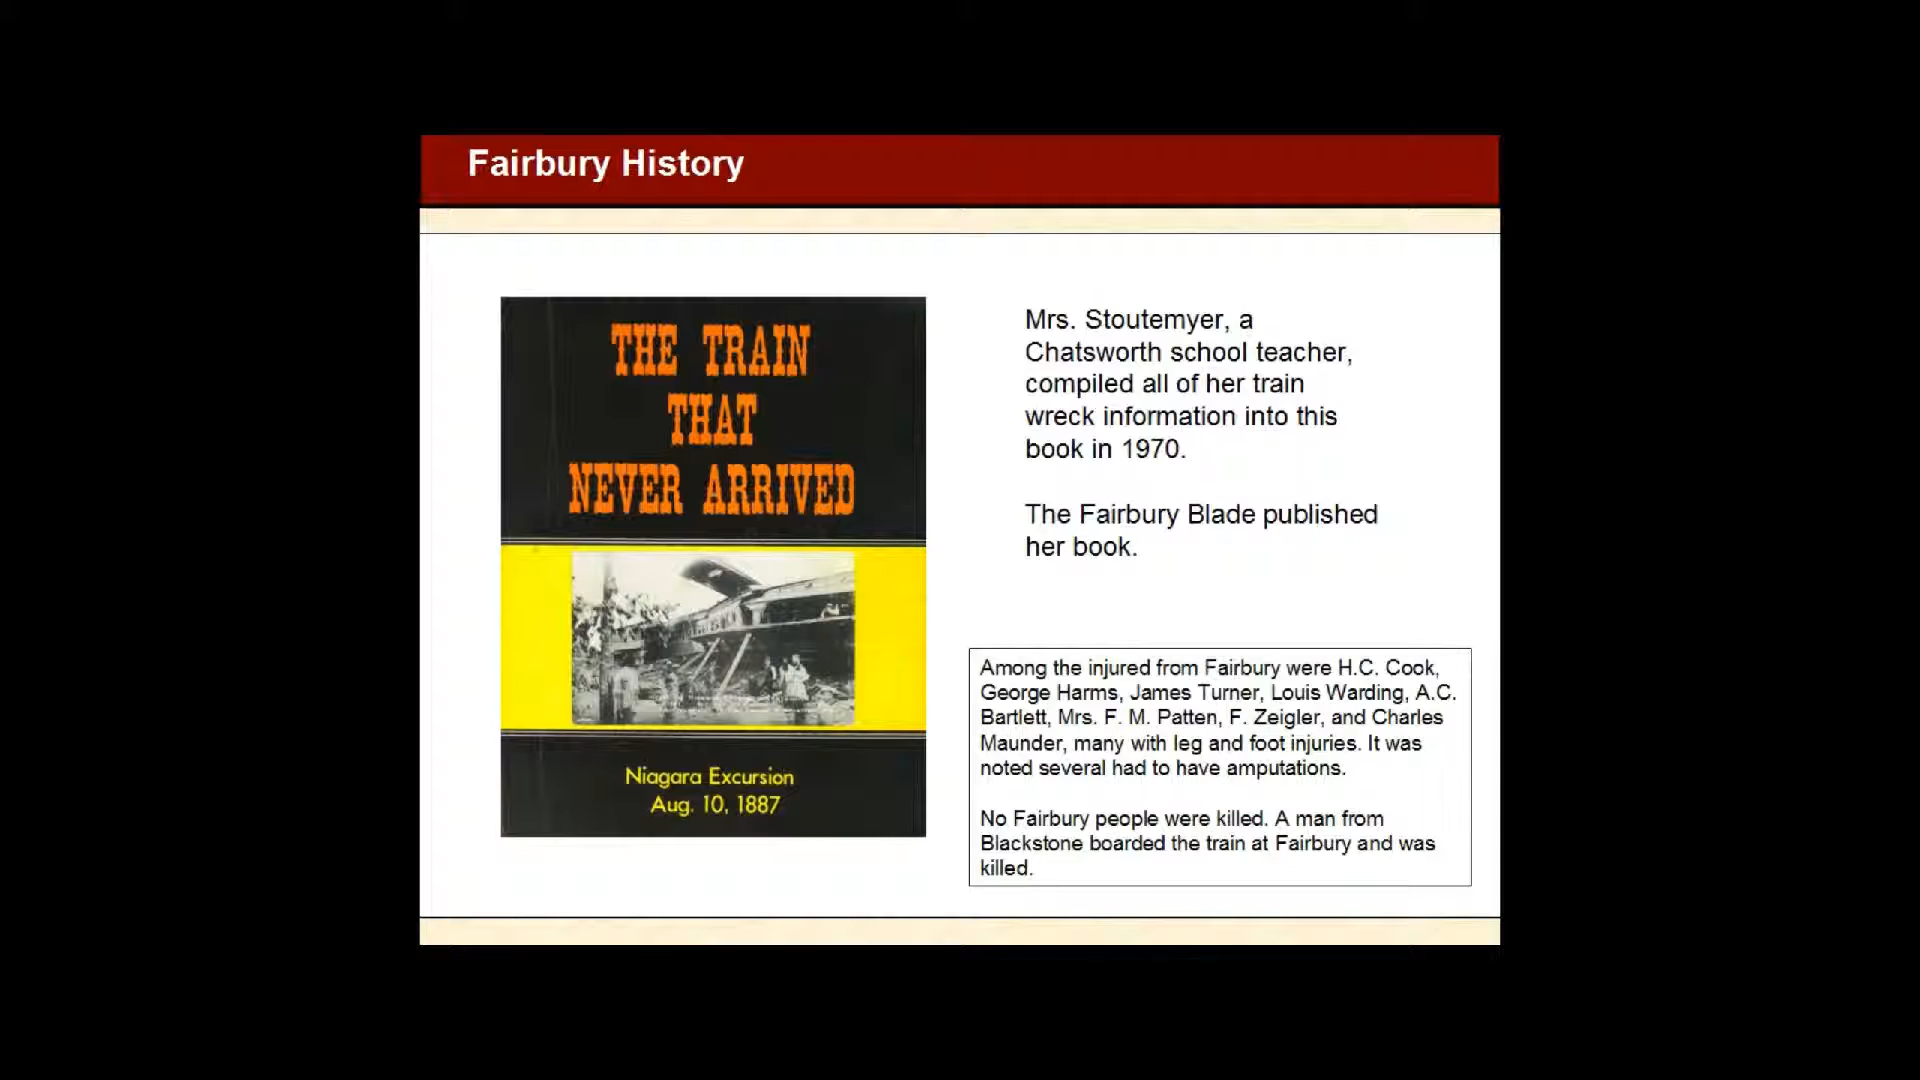 Fairbury History
THE TRAIN
THAT
NEVER ARRIVED
Niagara Excursion
Aug. 10, 1887
Mrs. Stoutemyer, a
Chatsworth school teacher,
compiled all of her train
wreck information into this
book in 1970.
The Fairbury Blade published
her book.
Among the injured from Fairbury were H.C. Cook,
George Harms, James Turner, Louis Warding, A.C.
Bartlett, Mrs. F. M. Patten, F. Zeigler, and Charles
Maunder, many with leg and foot injuries. It was
noted several had to have amputations.
No Fairbury people were killed. A man from
Blackstone boarded the train at Fairbury and was
killed.